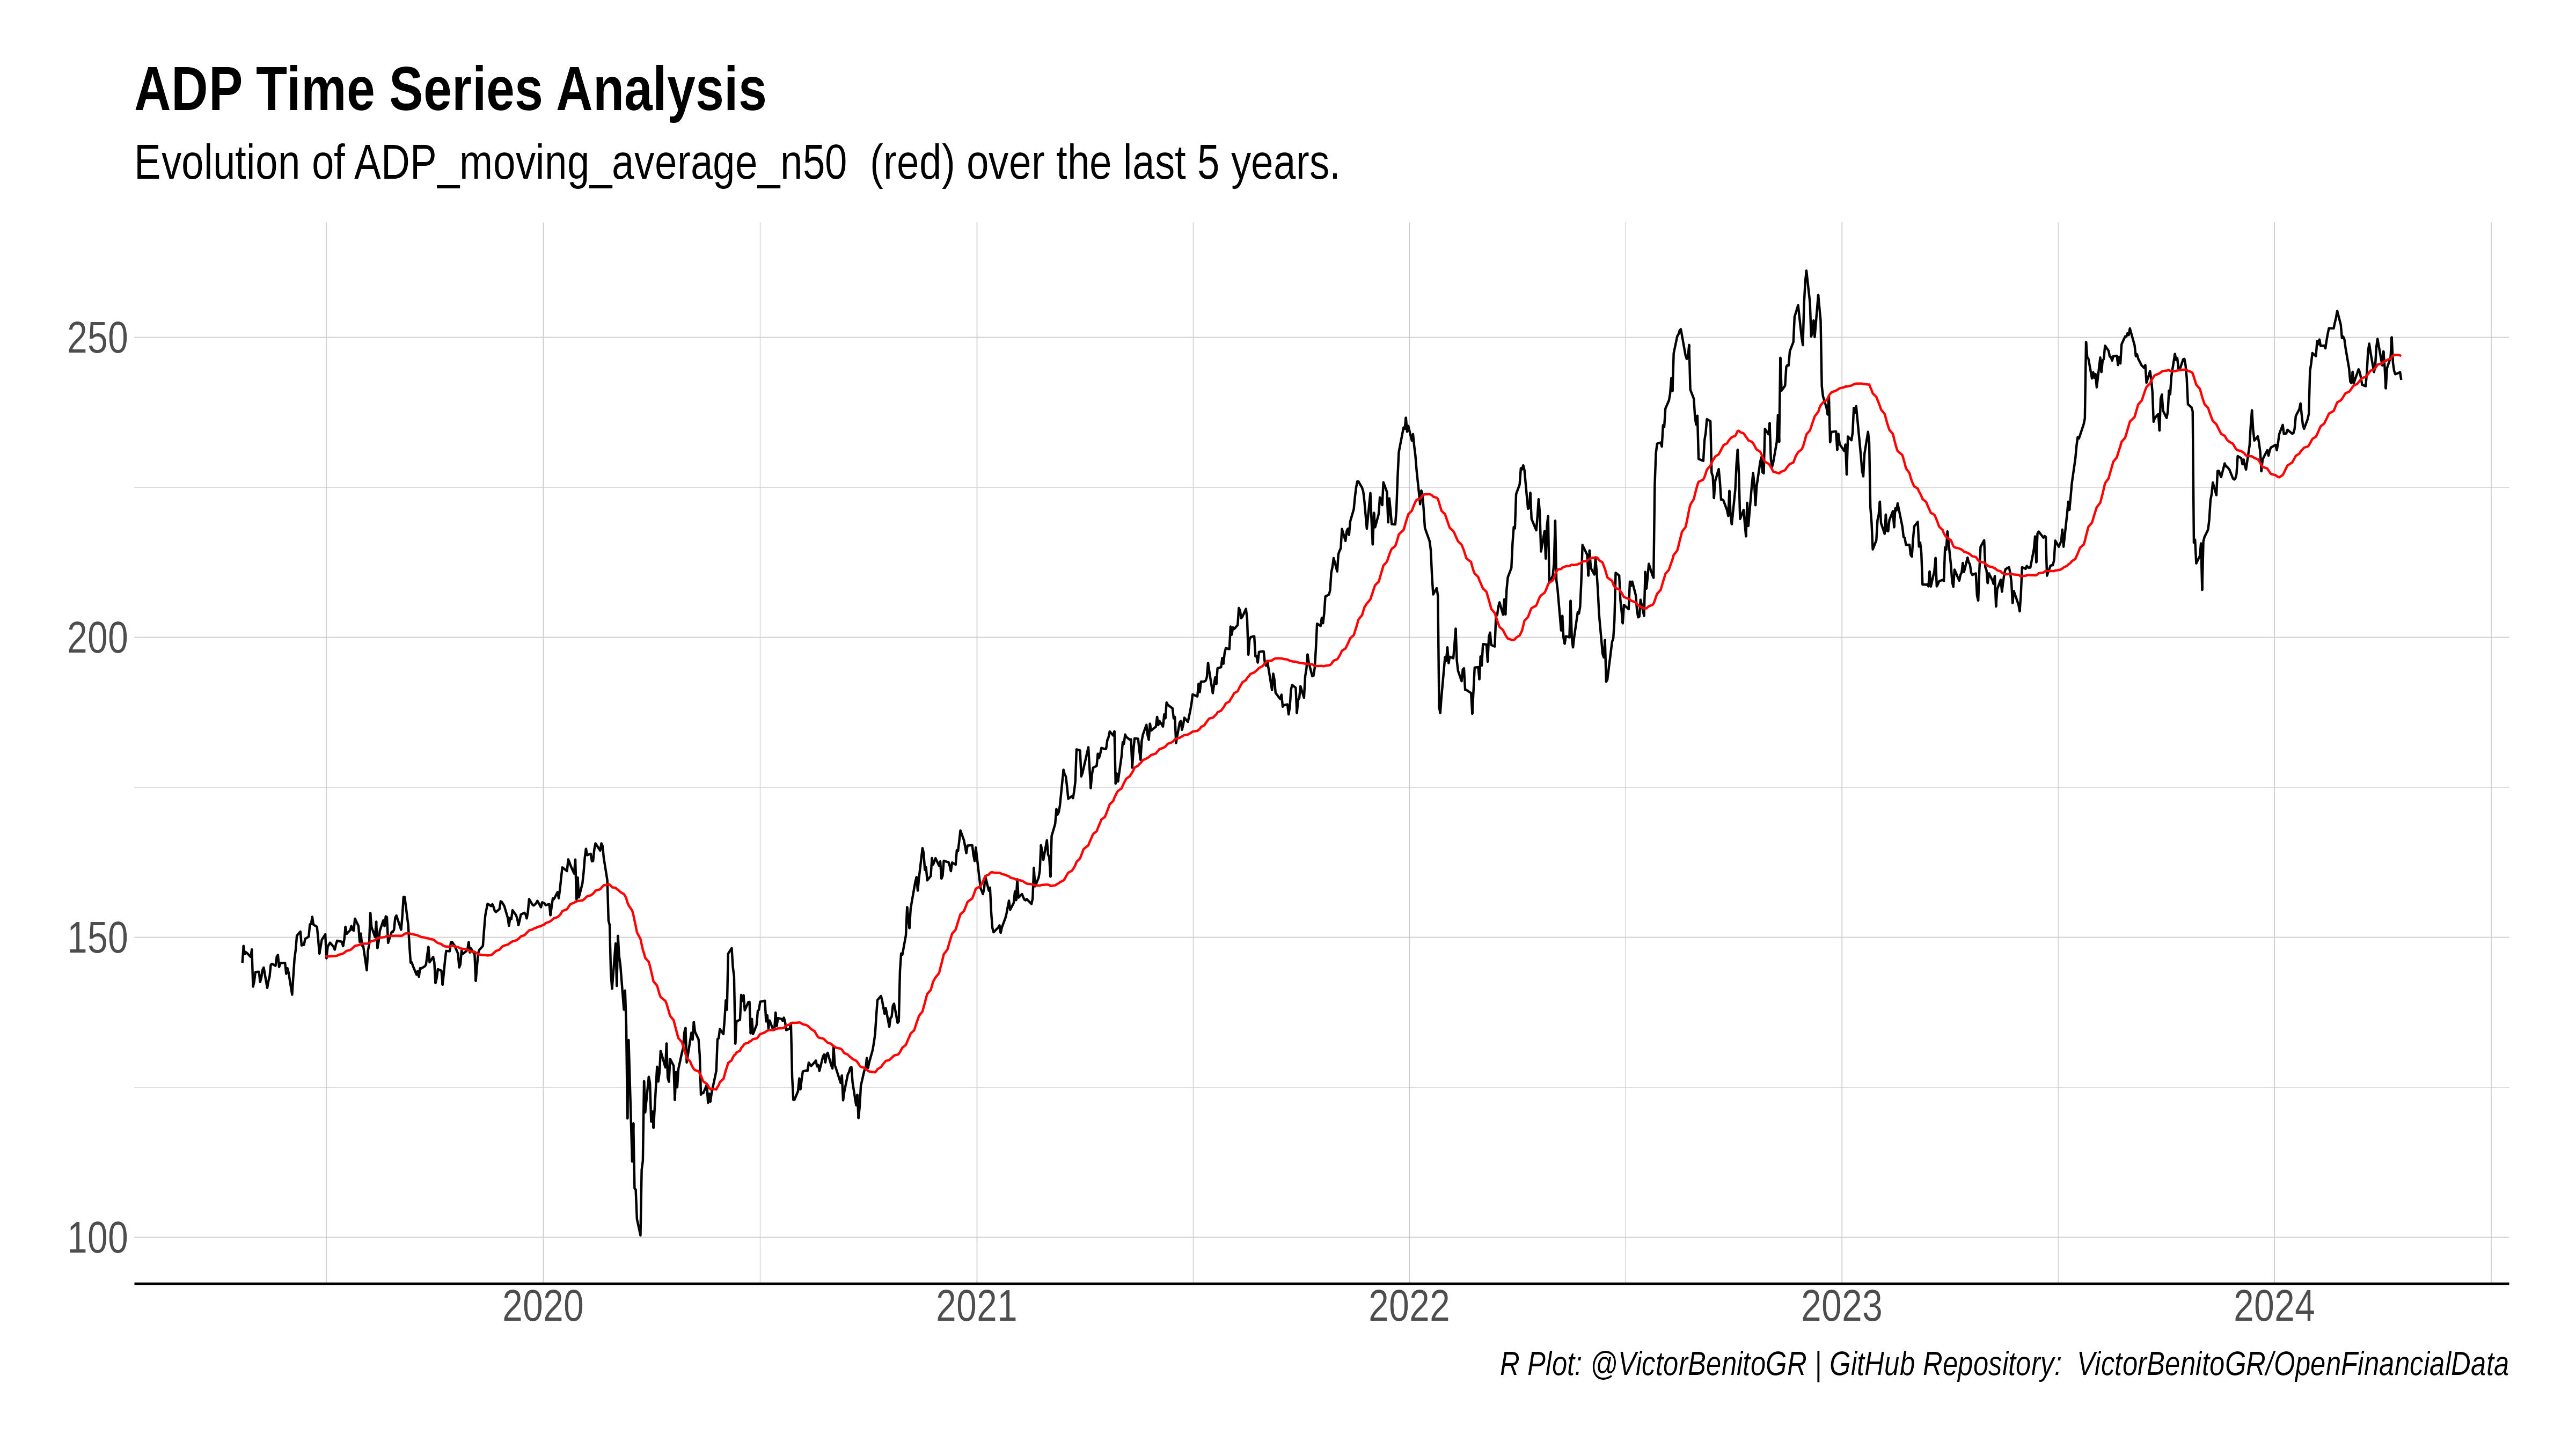 ADP Time Series Analysis
Evolution of ADP_moving_average_n50  (red) over the last 5 years.
250
200
150
100
2020 2021 2022 2023 2024
R Plot: @VictorBenitoGR | GitHub Repository:  VictorBenitoGR/OpenFinancialData